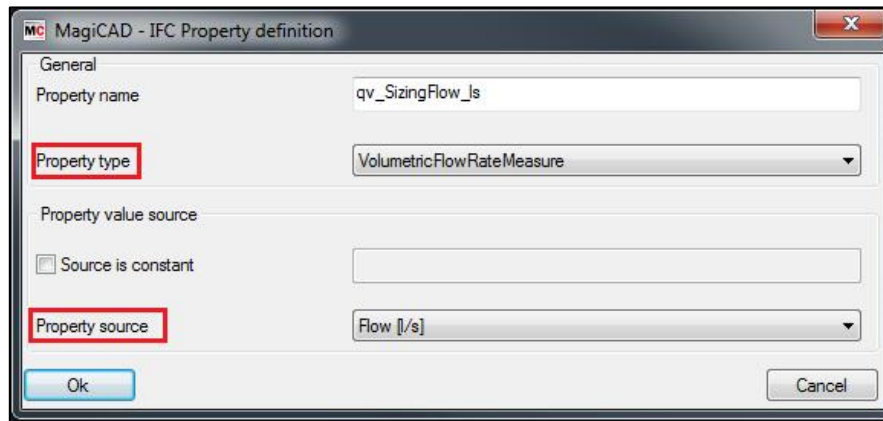 MC MagiCAD - IFC Property definition
General
Property name qv_SizingFlow_ls
Property type VolumetricFlowRateMeasure
Property value source
Source is constant
Property source Flow [l/s]
Ok Cancel